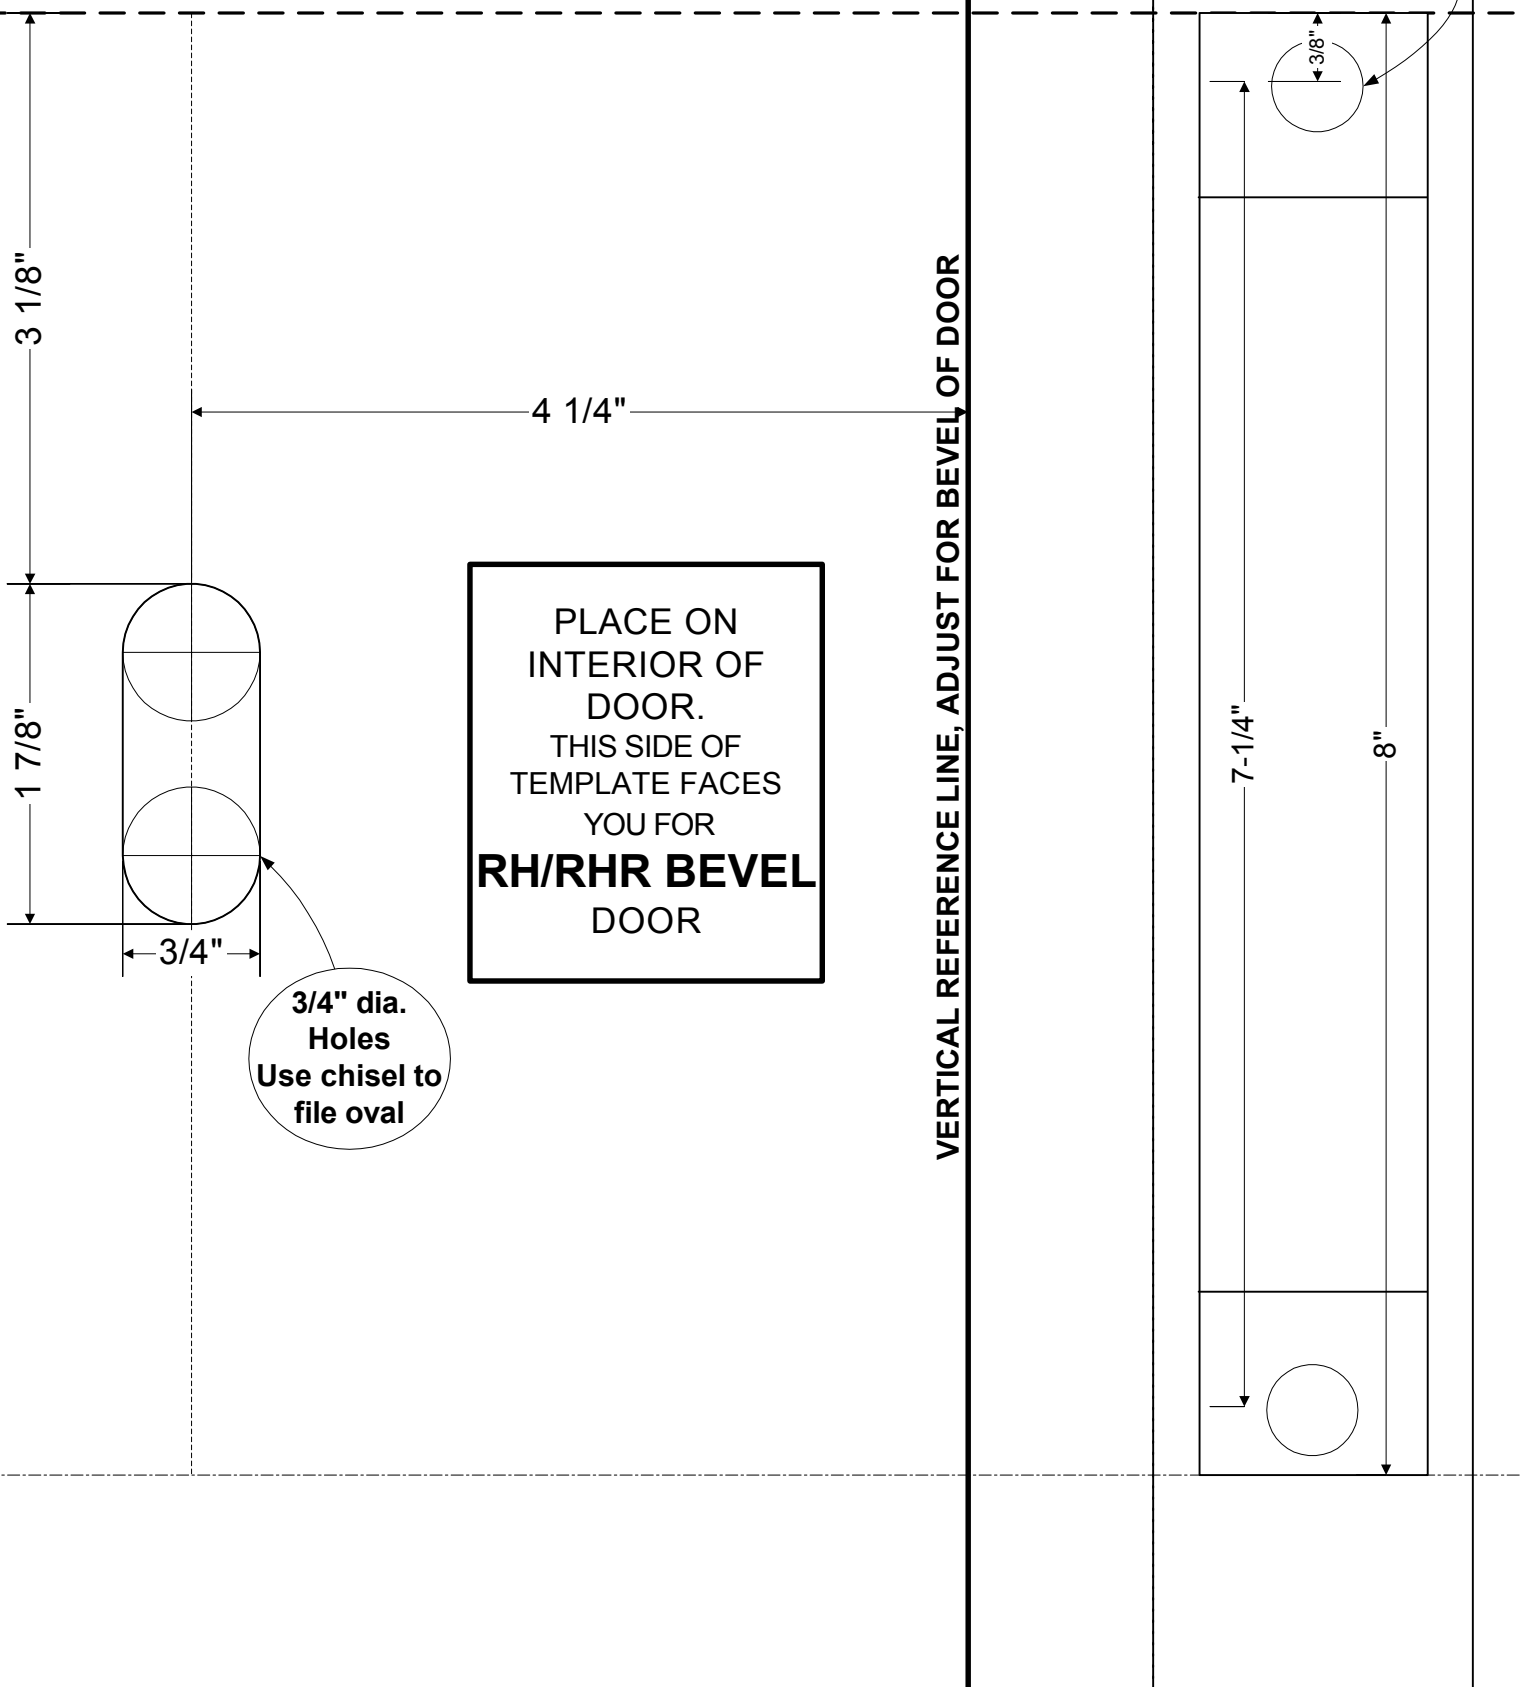 3/8"
3 1/8"
4 1/4"
VERTICAL REFERENCE LINE, ADJUST FOR BEVEL OF DOOR
PLACE ON
INTERIOR OF
DOOR.
THIS SIDE OF
TEMPLATE FACES
YOU FOR
RH/RHR BEVEL
DOOR
1 7/8"
7-1/4"
8"
3/4"
3/4" dia.
Holes
Use chisel to
file oval